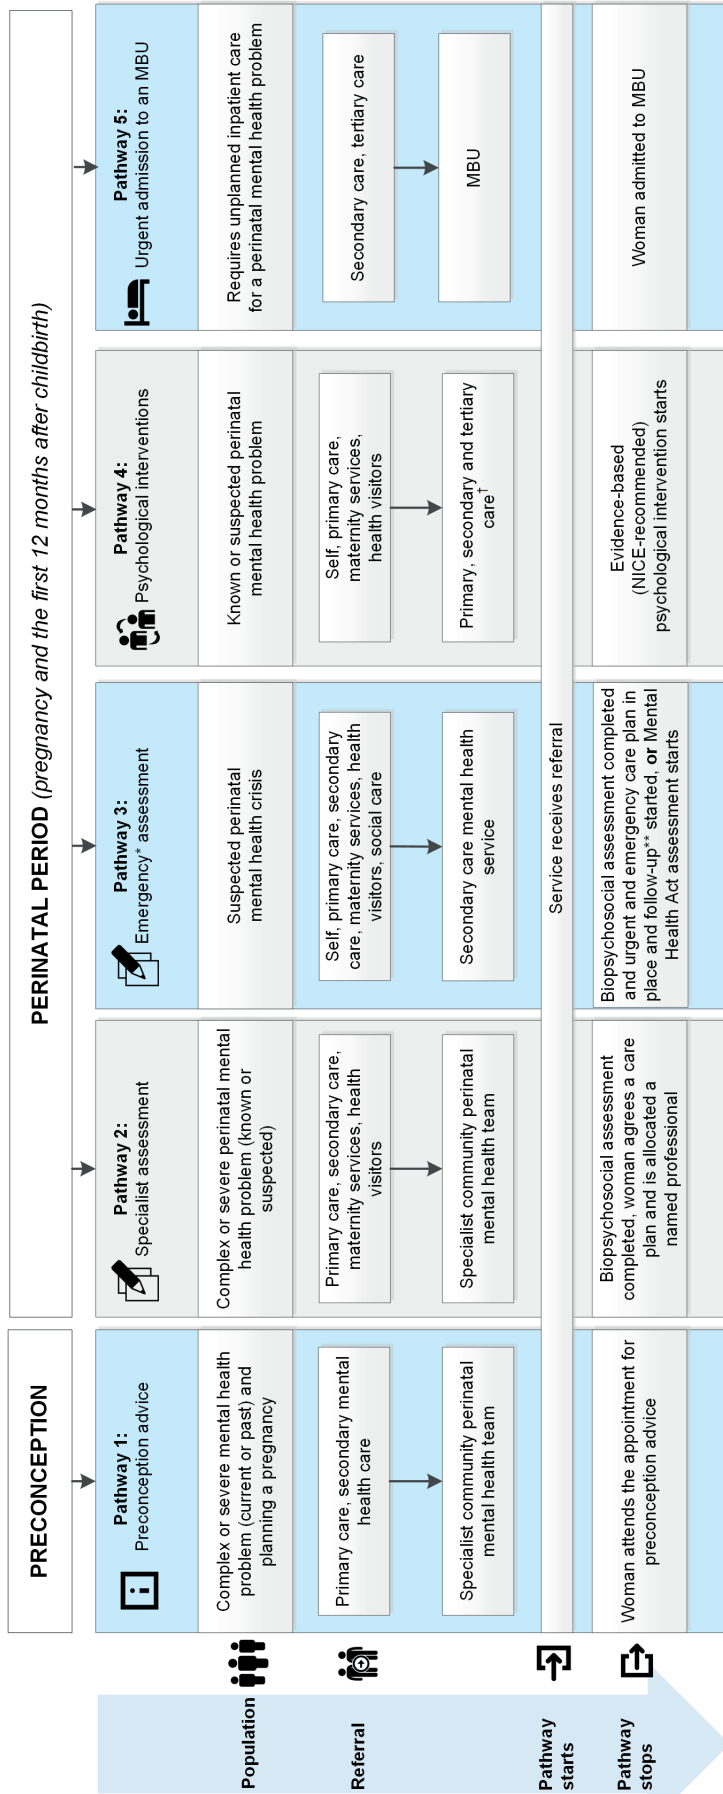 PRECONCEPTION
PERINATAL PERIOD (pregnancy and the first 12 months after childbirth)
Pathway 1:
Preconception advice
Pathway 2:
Specialist assessment
Pathway 3:
Emergency* assessment
Pathway 4:
Psychological interventions
Pathway 5:
Urgent admission to an MBU
Population
Complex or severe mental health
problem (current or past) and
planning a pregnancy
Complex or severe perinatal mental
health problem (known or
suspected)
Suspected perinatal
mental health crisis
Known or suspected perinatal
mental health problem
Requires unplanned inpatient care
for a perinatal mental health problem
Referral
Primary care, secondary mental
health care
Primary care, secondary care,
maternity services, health
visitors
Self, primary care, secondary
care, maternity services, health
visitors, social care
Self, primary care,
maternity services,
health visitors
Secondary care, tertiary care
Specialist community perinatal
mental health team
Specialist community perinatal
mental health team
Secondary care mental health
service
Primary, secondary and tertiary
care†
MBU
Pathway
starts
Service receives referral
Pathway
stops
Woman attends the appointment for
preconception advice
Biopsychosocial assessment
completed, woman agrees a care
plan and is allocated a
named professional
Biopsychosocial assessment completed
and urgent and emergency care plan in
place and follow-up** started, or Mental
Health Act assessment starts
Evidence-based
(NICE-recommended)
psychological intervention starts
Woman admitted to MBU